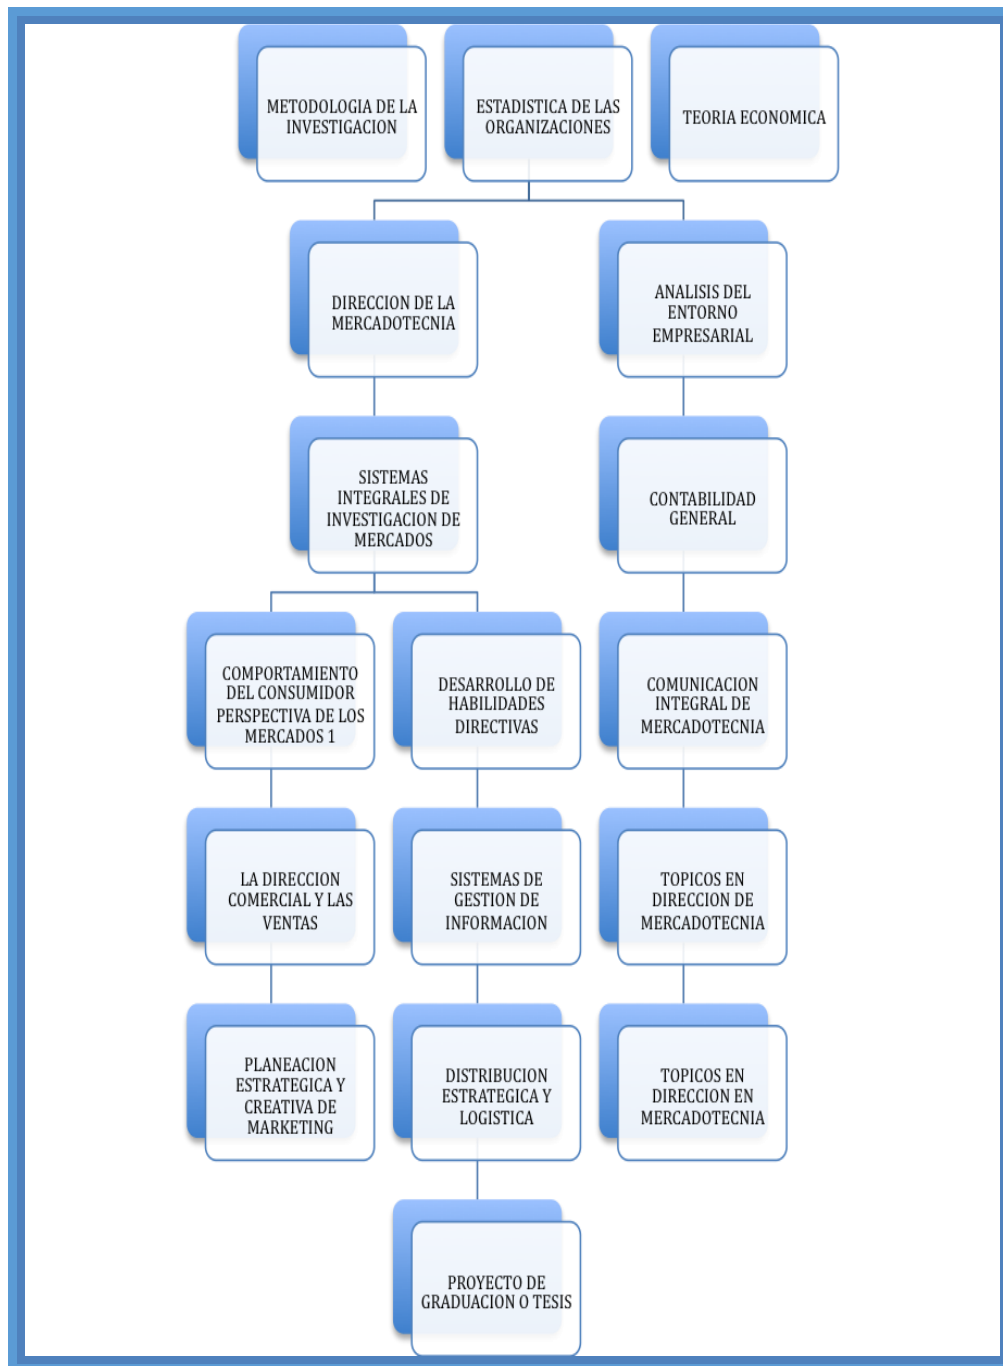 METODOLOGIA DE LA
INVESTIGACION
ESTADISTICA DE LAS
ORGANIZACIONES
TEORIA ECONOMICA
DIRECCION DE LA
MERCADOTECNIA
ANALISIS DEL
ENTORNO
EMPRESARIAL
SISTEMAS
INTEGRALES DE
INVESTIGACION DE
MERCADOS
CONTABILIDAD
GENERAL
COMPORTAMIENTO
DEL CONSUMIDOR
PERSPECTIVA DE LOS
MERCADOS 1
DESARROLLO DE
HABILIDADES
DIRECTIVAS
COMUNICACION
INTEGRAL DE
MERCADOTECNIA
LA DIRECCION
COMERCIAL Y LAS
VENTAS
SISTEMAS DE
GESTION DE
INFORMACION
TOPICOS EN
DIRECCION DE
MERCADOTECNIA
PLANEACION
ESTRATEGICA Y
CREATIVA DE
MARKETING
DISTRIBUCION
ESTRATEGICA Y
LOGISTICA
TOPICOS EN
DIRECCION EN
MERCADOTECNIA
PROYECTO DE
GRADUACION O TESIS